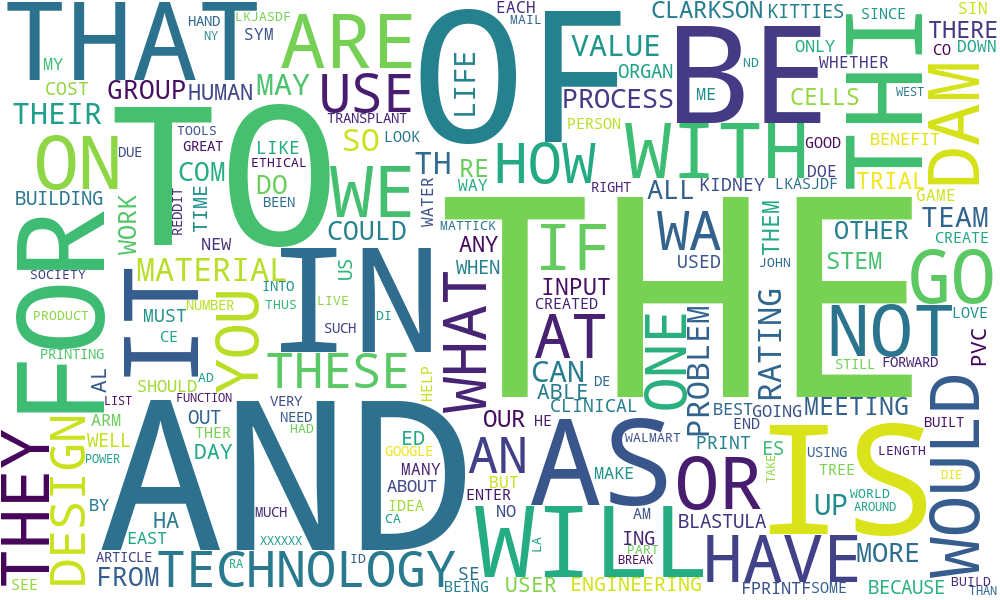 THAT
HAND
NY
LKJASDF
SYM
ARE
OF
EACH
MAIL
CLARKSON
KITTIES
SINCE
SIN
THERE
CO
DOWN
MY
COST
GROUP
HUMAN
MAY
USE
LIFE
VALUE
ORGAN
BE
ND
ME
ONLY
WHETHER
THI
WEST
DAM
THEIR
TO
TOOLS
GREAT
TRANSPLANT
SO
LOOK
PROCESS
PERSON
CELLS
GOOD
BENEFIT
ON
DUE
COM
LIKE
ETHICAL
DO
BEEN
WE
TH
RE
WAY
HOW
WITH
RIGHT
ALL
KIDNEY
LKASJDF
DOE
TRIAL
GAME
BUILDING
WORK
REDDIT
TIME
NEW
COULD
WATER
MATTICK
ANY
WHEN
THE
IF
WA
USED
THEM
JOHN
OTHER
STEM
TEAM
CREATE
GO
LOVE
FOR
SOCIETY
PRODUCT
PRINTING
IT
MATERIAL
MUST
CE
NUMBER
INTO
THUS
YOU
IN
US
LIVE
SUCH
DI
WHAT
INPUT
CREATED
AT
ONE
PROBLEM
RATING
NOT
STILL
FORWARD
PVC
AL
LIST
SHOULD
AD
FUNCTION
THESE
HELP
CAN
ABLE
DE
CLINICAL
BEST
GOING
MEETING
BUILT
THEY
DESIGN
ARM
WELL
POWER
OUT
THER
DAY
VERY
NEED
HAD
AND
ED
GOOGLE
MANY
ABOUT
IDEA
CA
OUR
HE
AN
BUT
ENTER
NO
AS
WALMART
MAKE
AM
END
PRINT
OR
ES
TAKE
IS
USING
TREE
LENGTH
UP
WORLD
AROUND
DIE
WOULD
BY
HA
EAST
MUCH
XXXXXX
ARTICLE
FROM
TECHNOLOGY
RA
ID
SE
BEING
WILL
LA
ING
PART
BREAK
BLASTULA
HAVE
MORE
SEE
USER
ENGINEERING
FPRINTF
SOME
BECAUSE
BUILD
THAN